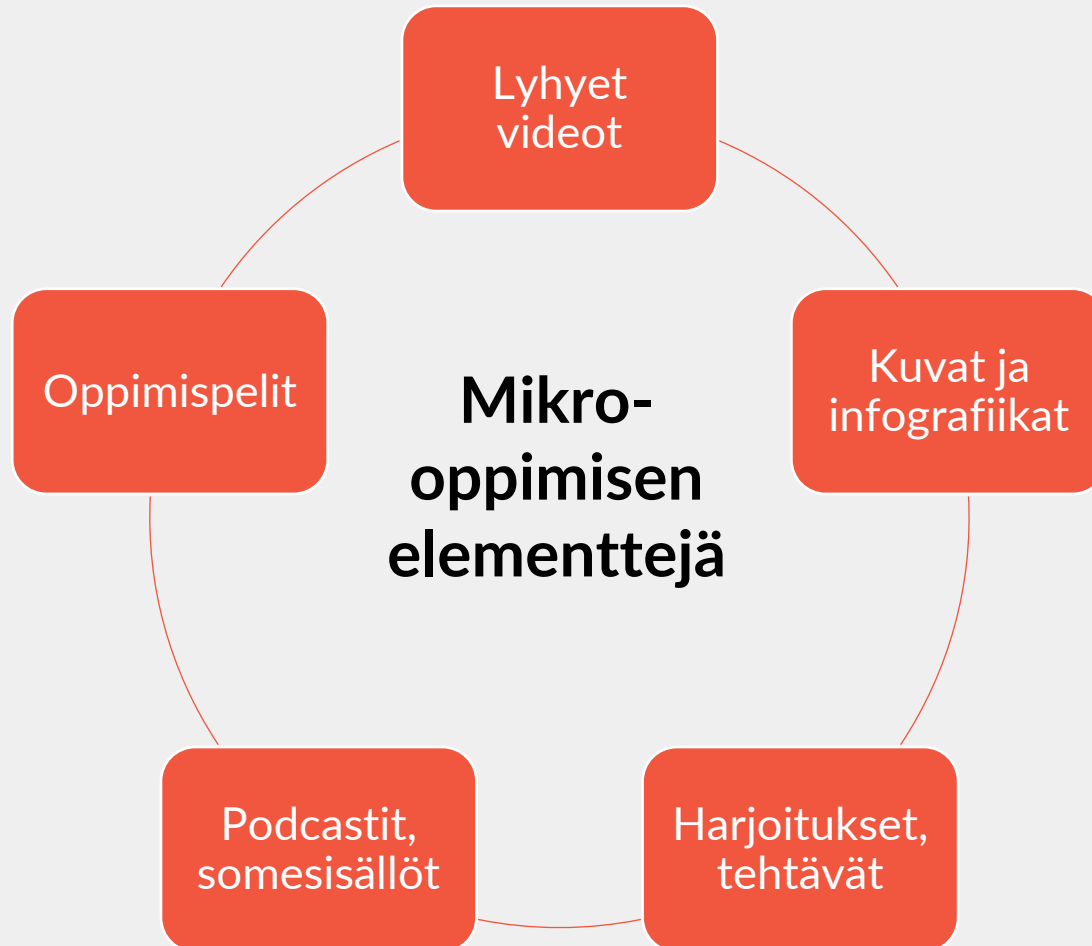 Lyhyet
videot
Kuvat ja
infografiikat
Harjoitukset,
tehtävät
Podcastit,
somesisällöt
Oppimispelit
Mikro-
oppimisen
elementtejä